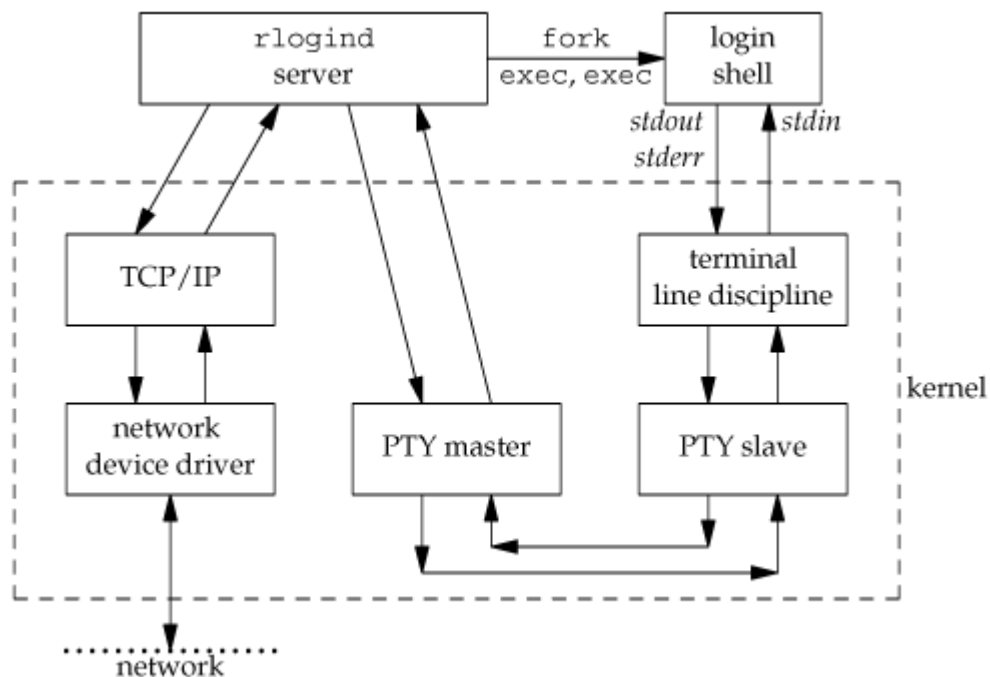 rlogind
server
fork
exec, exec
login
shell
stdout
stderr
stdin
TCP/IP
terminal
line discipline
kernel
network
device driver
PTY master
PTY slave
network